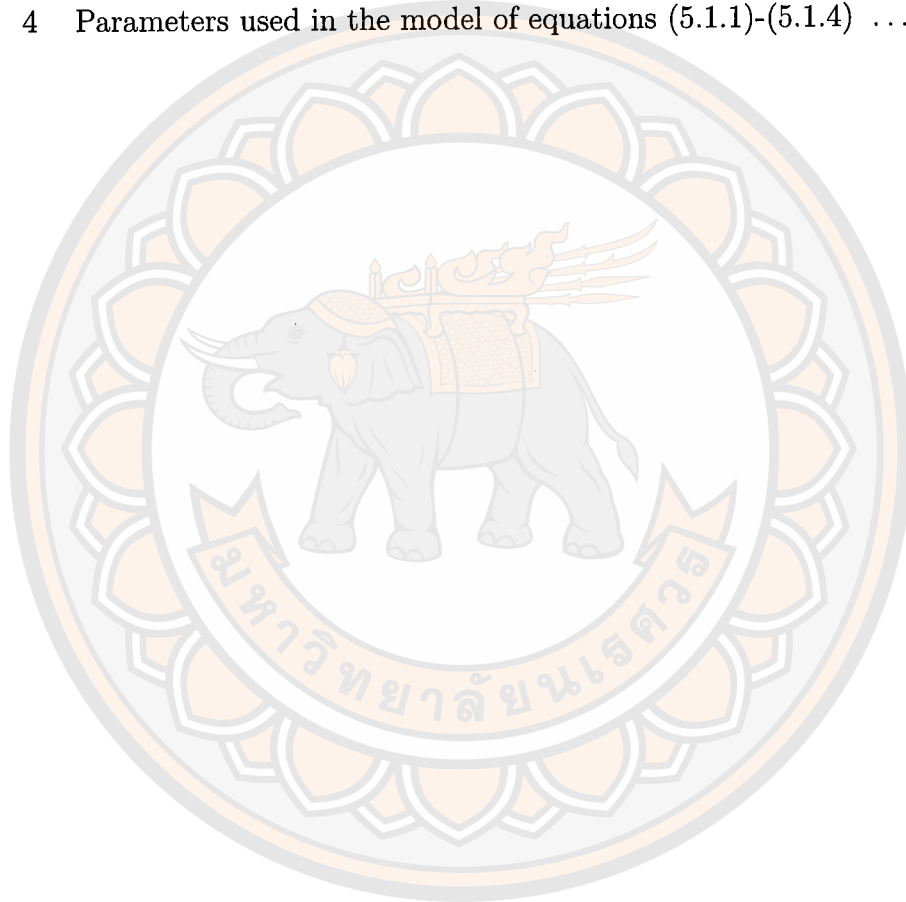 4 Parameters used in the model of equations (5.1.1)-(5.1.4) ...
มหาวิทยาลัยนเรศวร